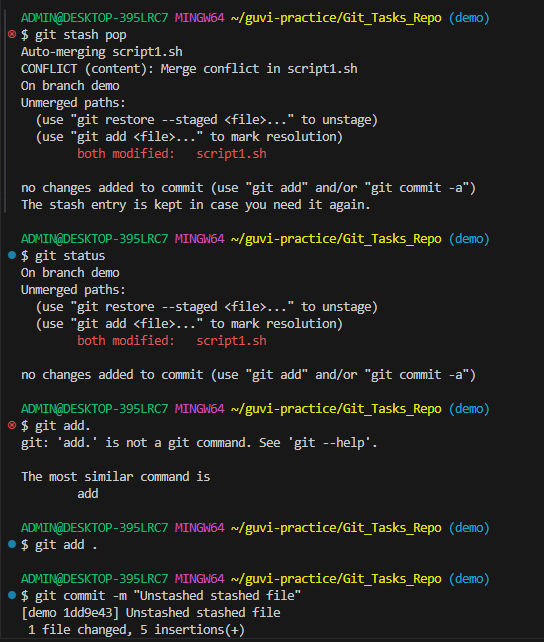 ADMIN@DESKTOP-395LRC7 MINGW64 ~/guvi-practice/Git_Tasks_Repo (demo)
$ git stash pop
Auto-merging script1.sh
CONFLICT (content): Merge conflict in script1.sh
On branch demo
Unmerged paths:
  (use "git restore --staged <file>..." to unstage)
  (use "git add <file>..." to mark resolution)
        both modified:   script1.sh

no changes added to commit (use "git add" and/or "git commit -a")
The stash entry is kept in case you need it again.

ADMIN@DESKTOP-395LRC7 MINGW64 ~/guvi-practice/Git_Tasks_Repo (demo)
$ git status
On branch demo
Unmerged paths:
  (use "git restore --staged <file>..." to unstage)
  (use "git add <file>..." to mark resolution)
        both modified:   script1.sh

no changes added to commit (use "git add" and/or "git commit -a")

ADMIN@DESKTOP-395LRC7 MINGW64 ~/guvi-practice/Git_Tasks_Repo (demo)
$ git add.
git: 'add.' is not a git command. See 'git --help'.

The most similar command is
        add

ADMIN@DESKTOP-395LRC7 MINGW64 ~/guvi-practice/Git_Tasks_Repo (demo)
$ git add .

ADMIN@DESKTOP-395LRC7 MINGW64 ~/guvi-practice/Git_Tasks_Repo (demo)
$ git commit -m "Unstashed stashed file"
[demo 1dd9e43] Unstashed stashed file
 1 file changed, 5 insertions(+)